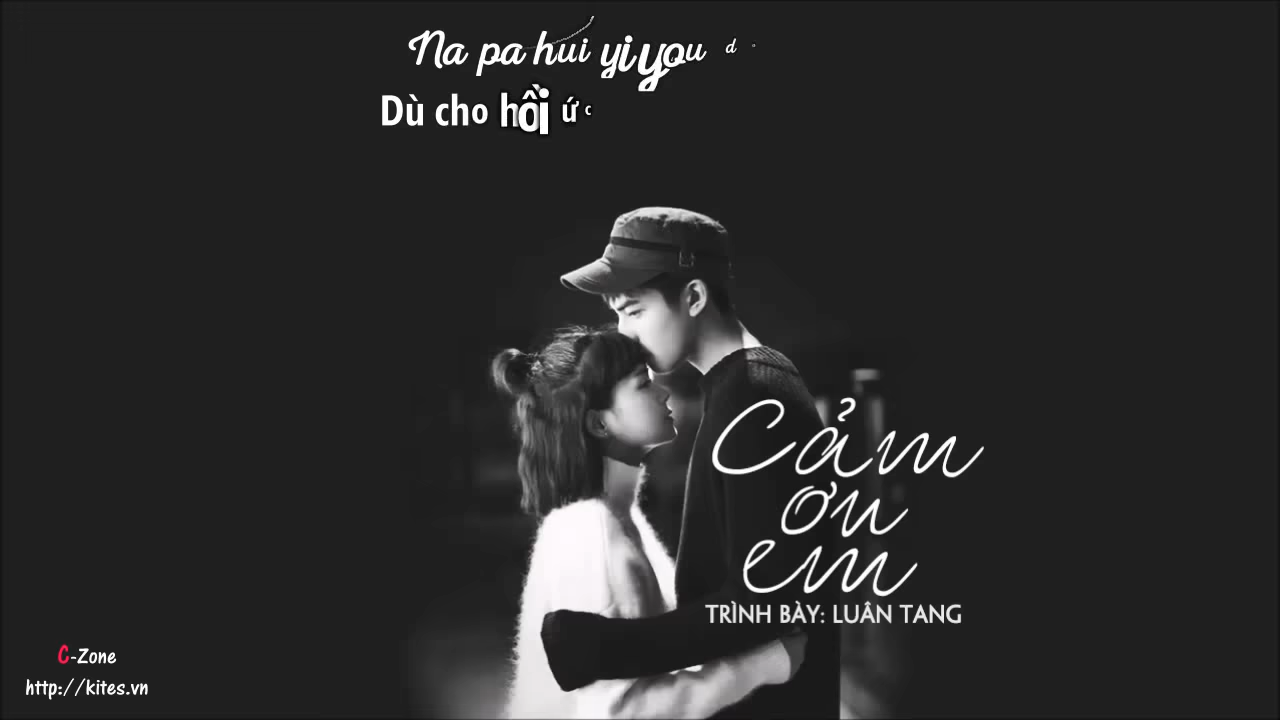 Na pa hui yi you d
Dù cho hồi ức
Cảm
ơn
em
TRÌNH BÀY: LUÂN TANG
C-Zone
http://kites.vn